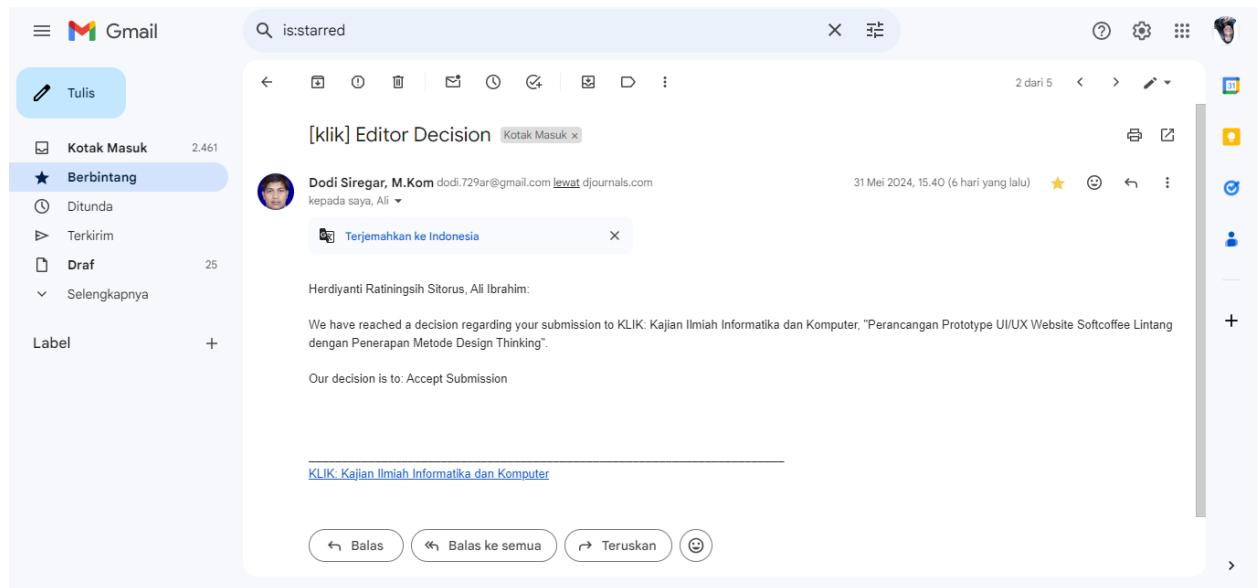 Gmail
is:starred
Tulis
2 dari 5
Kotak Masuk 2.461
Berbintang
Ditunda
Terkirim
Draf 25
Selengkapnya
Label
[klik] Editor Decision Kotak Masuk ×
Dodi Siregar, M.Kom dodi.729ar@gmail.com lewat djournals.com 31 Mei 2024, 15.40 (6 hari yang lalu)
kepada saya, Ali
Terjemahkan ke Indonesia
Herdiyanti Ratiningsih Sitorus, Ali Ibrahim:
We have reached a decision regarding your submission to KLIK: Kajian Ilmiah Informatika dan Komputer, "Perancangan Prototype UI/UX Website Softcoffee Lintang
dengan Penerapan Metode Design Thinking".
Our decision is to: Accept Submission
KLIK: Kajian Ilmiah Informatika dan Komputer
Balas Balas ke semua Teruskan
31